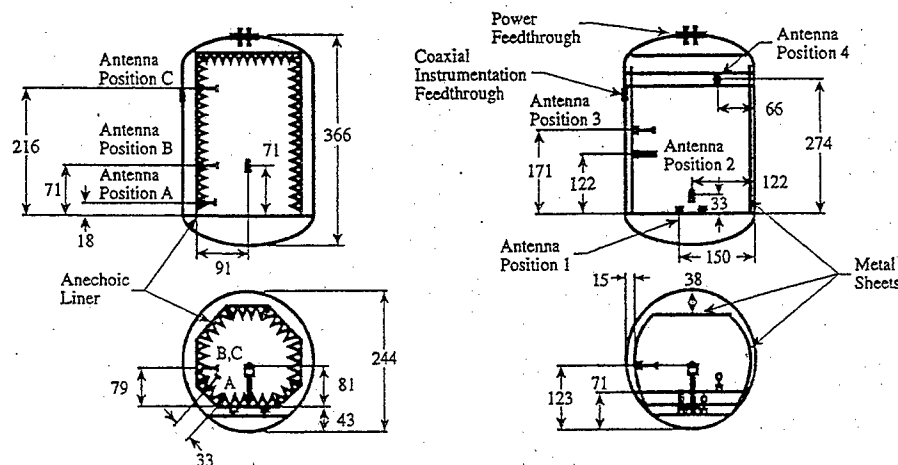 Antenna
Position C
216
Antenna
Position B
71
Antenna
Position A
18
71
366
91
Anechoic
Liner
B,C
A
79
81
43
33
244
Power
Feedthrough
Antenna
Position 4
Coaxial
Instrumentation
Feedthrough
66
Antenna
Position 3
274
Antenna
Position 2
171
122
122
33
Antenna
Position 1
150
Metal
Sheets
15
38
71
123